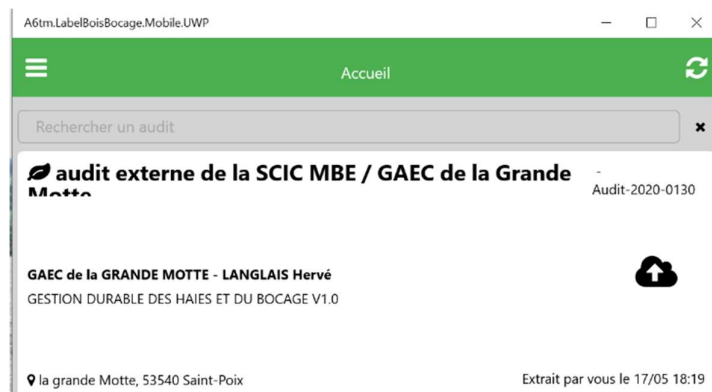 A6tm.LabelBoisBocage.Mobile.UWP
Accueil
Rechercher un audit
audit externe de la SCIC MBE / GAEC de la Grande
Motte
-
Audit-2020-0130
GAEC de la GRANDE MOTTE - LANGLAIS Hervé
GESTION DURABLE DES HAIES ET DU BOCAGE V1.0
la grande Motte, 53540 Saint-Poix
Extrait par vous le 17/05 18:19